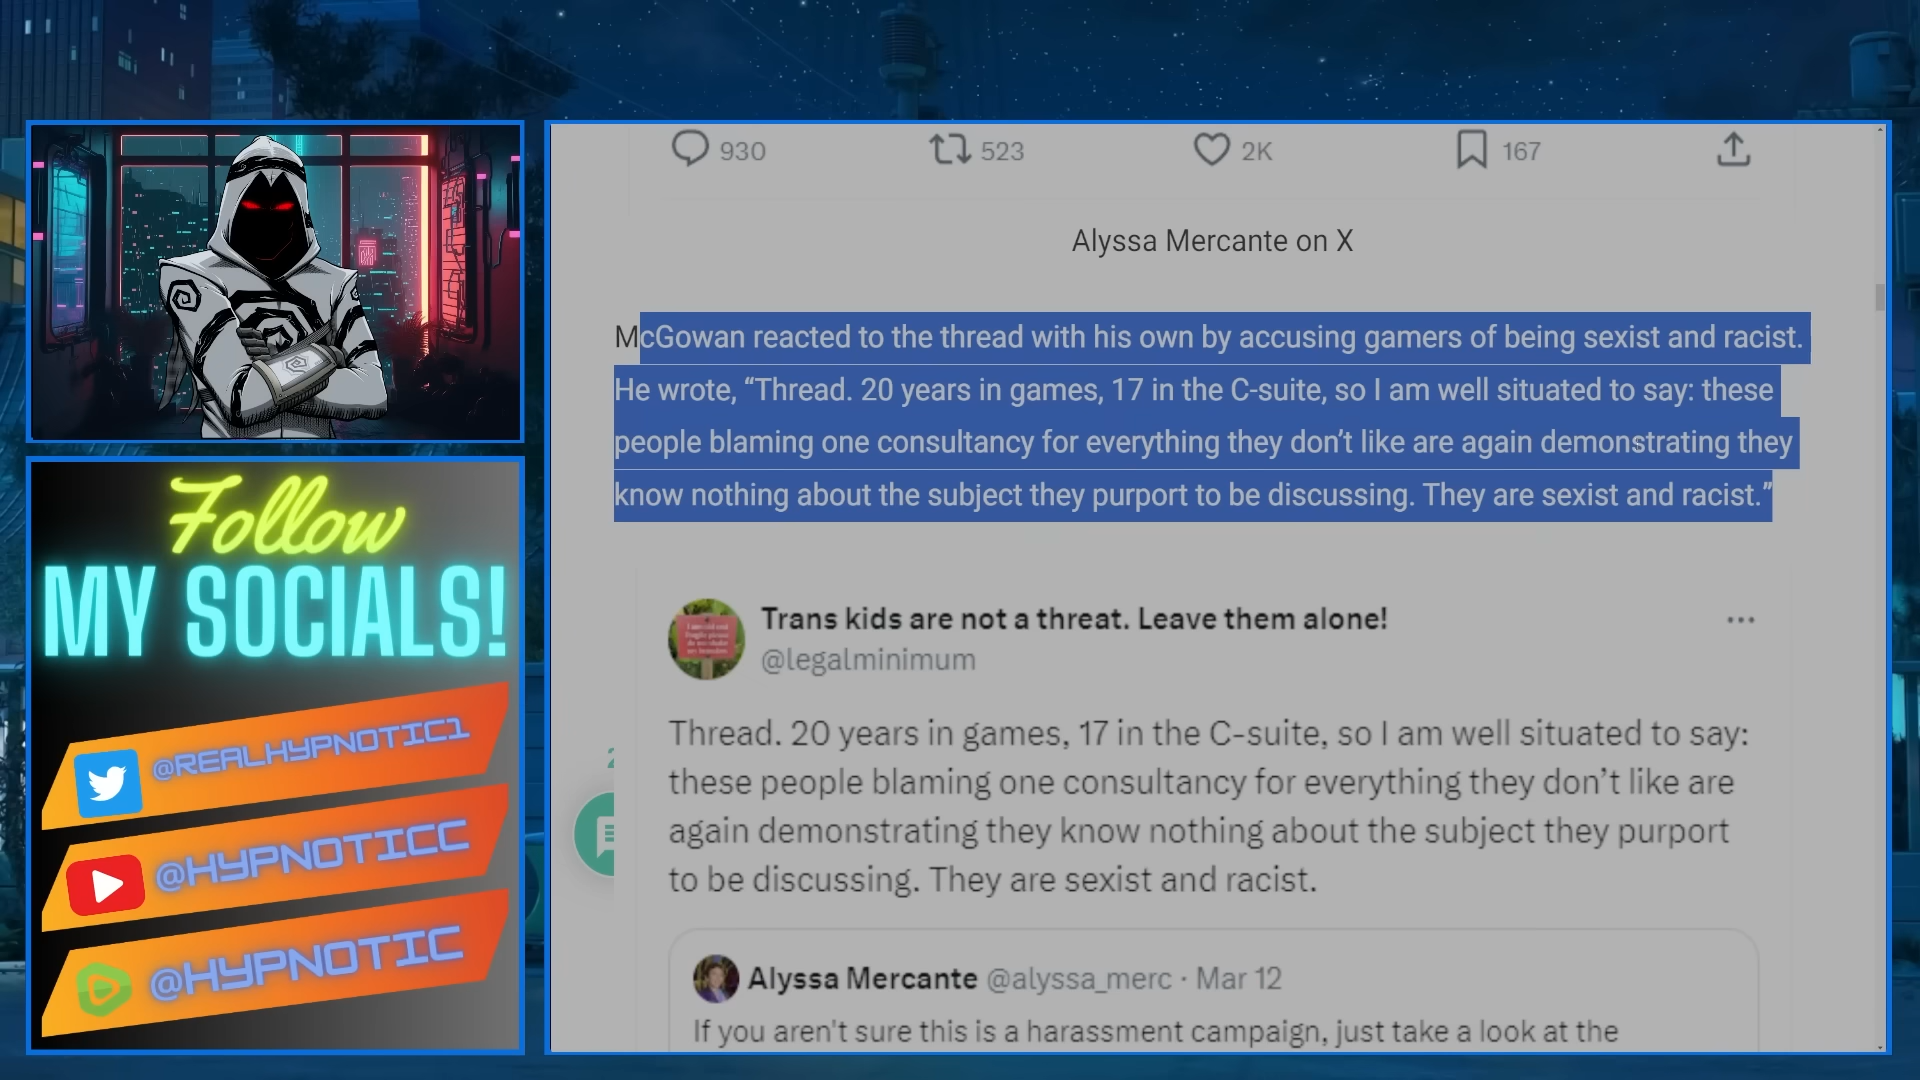 Follow
MY SOCIALS!
@REALHYPNOTIC1
@HYPNOTICC
@HYPNOTIC
930
523
2K
167
Alyssa Mercante on X
McGowan reacted to the thread with his own by accusing gamers of being sexist and racist.
He wrote, “Thread. 20 years in games, 17 in the C-suite, so I am well situated to say: these
people blaming one consultancy for everything they don’t like are again demonstrating they
know nothing about the subject they purport to be discussing. They are sexist and racist.”
Trans kids are not a threat. Leave them alone!
@legalminimum
Thread. 20 years in games, 17 in the C-suite, so I am well situated to say:
these people blaming one consultancy for everything they don’t like are
again demonstrating they know nothing about the subject they purport
to be discussing. They are sexist and racist.
Alyssa Mercante @alyssa_merc · Mar 12
If you aren't sure this is a harassment campaign, just take a look at the